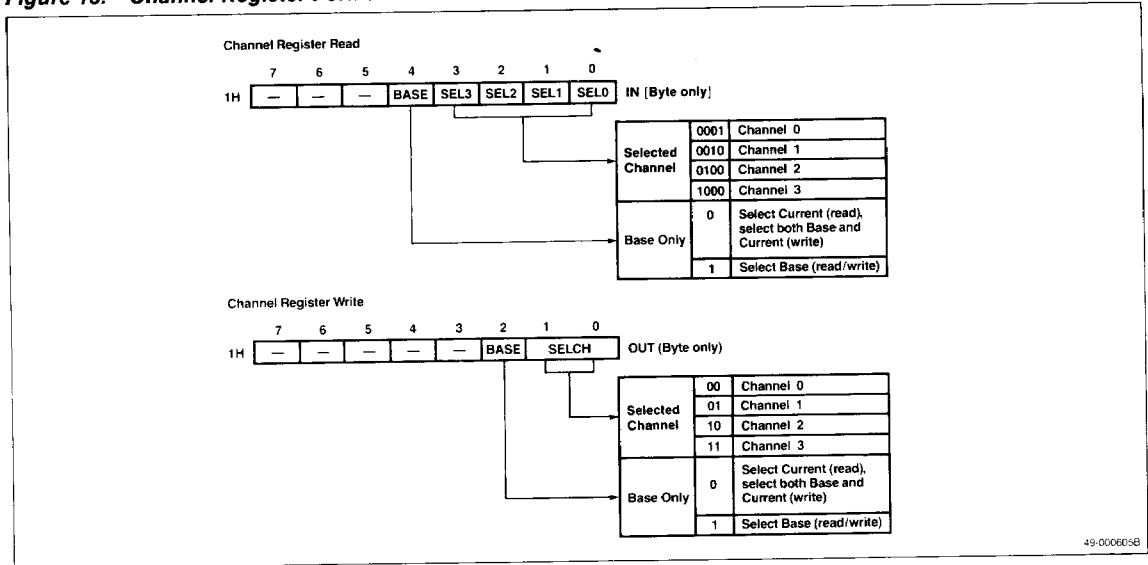 Channel Register Read
7 6 5 4 3 2 1 0
1H — — — BASE SEL3 SEL2 SEL1 SEL0 IN [Byte only]
Selected Channel
0001 Channel 0
0010 Channel 1
0100 Channel 2
1000 Channel 3
Base Only
0 Select Current (read),
select both Base and
Current (write)
1 Select Base (read/write)
Channel Register Write
7 6 5 4 3 2 1 0
1H — — — — — BASE SELCH OUT (Byte only)
Selected Channel
00 Channel 0
01 Channel 1
10 Channel 2
11 Channel 3
Base Only
0 Select Current (read),
select both Base and
Current (write)
1 Select Base (read/write)
49-000605B